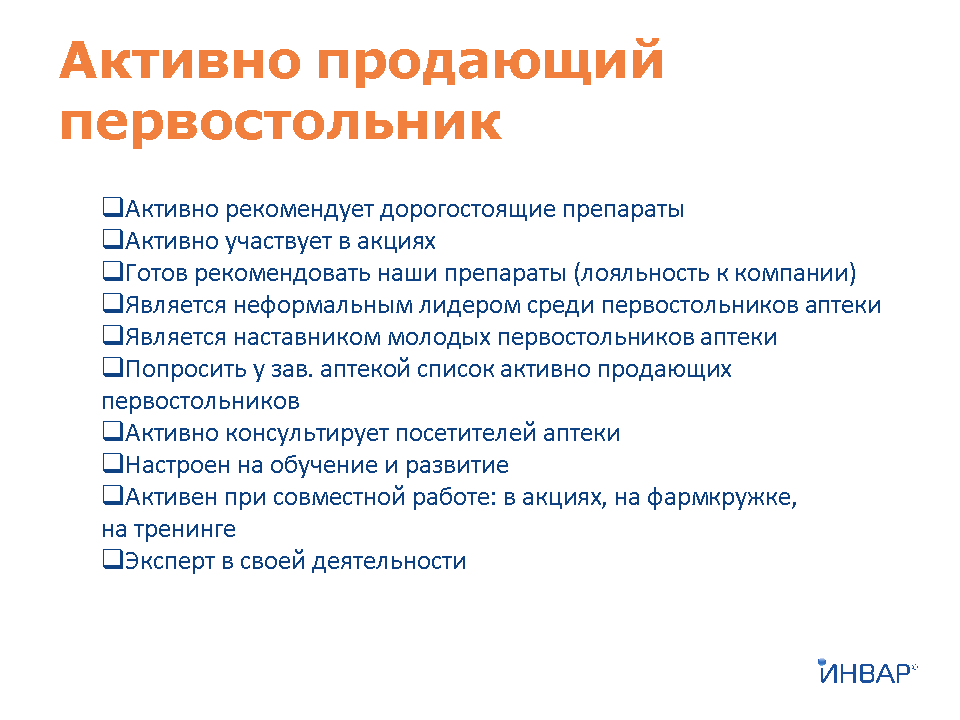 Активно продающий
первостольник
❑Активно рекомендует дорогостоящие препараты
❑Активно участвует в акциях
❑Готов рекомендовать наши препараты (лояльность к компании)
❑Является неформальным лидером среди первостольников аптеки
❑Является наставником молодых первостольников аптеки
❑Попросить у зав. аптекой список активно продающих
первостольников
❑Активно консультирует посетителей аптеки
❑Настроен на обучение и развитие
❑Активен при совместной работе: в акциях, на фармкружке,
на тренинге
❑Эксперт в своей деятельности
ИНВАР®